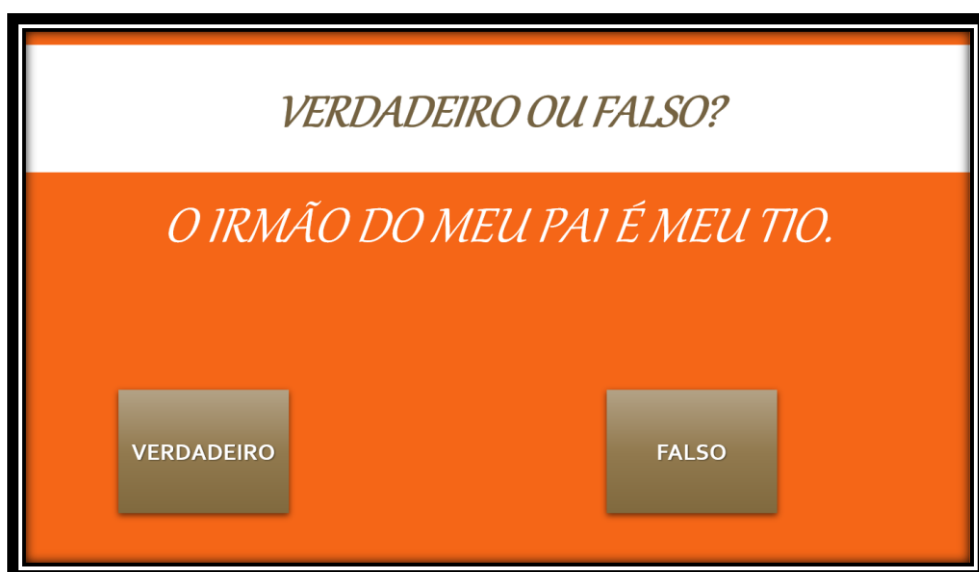 VERDADEIRO OU FALSO?
O IRMÃO DO MEU PAI É MEU TIO.
VERDADEIRO
FALSO